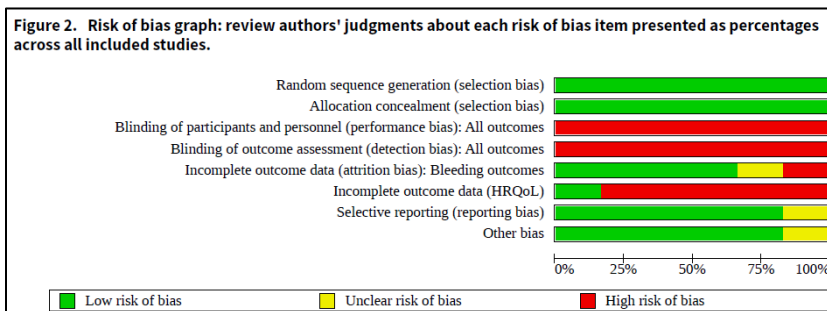 Figure 2. Risk of bias graph: review authors' judgments about each risk of bias item presented as percentages
across all included studies.
Random sequence generation (selection bias)
Allocation concealment (selection bias)
Blinding of participants and personnel (performance bias): All outcomes
Blinding of outcome assessment (detection bias): All outcomes
Incomplete outcome data (attrition bias): Bleeding outcomes
Incomplete outcome data (HRQoL)
Selective reporting (reporting bias)
Other bias
0% 25% 50% 75% 100%
Low risk of bias Unclear risk of bias High risk of bias